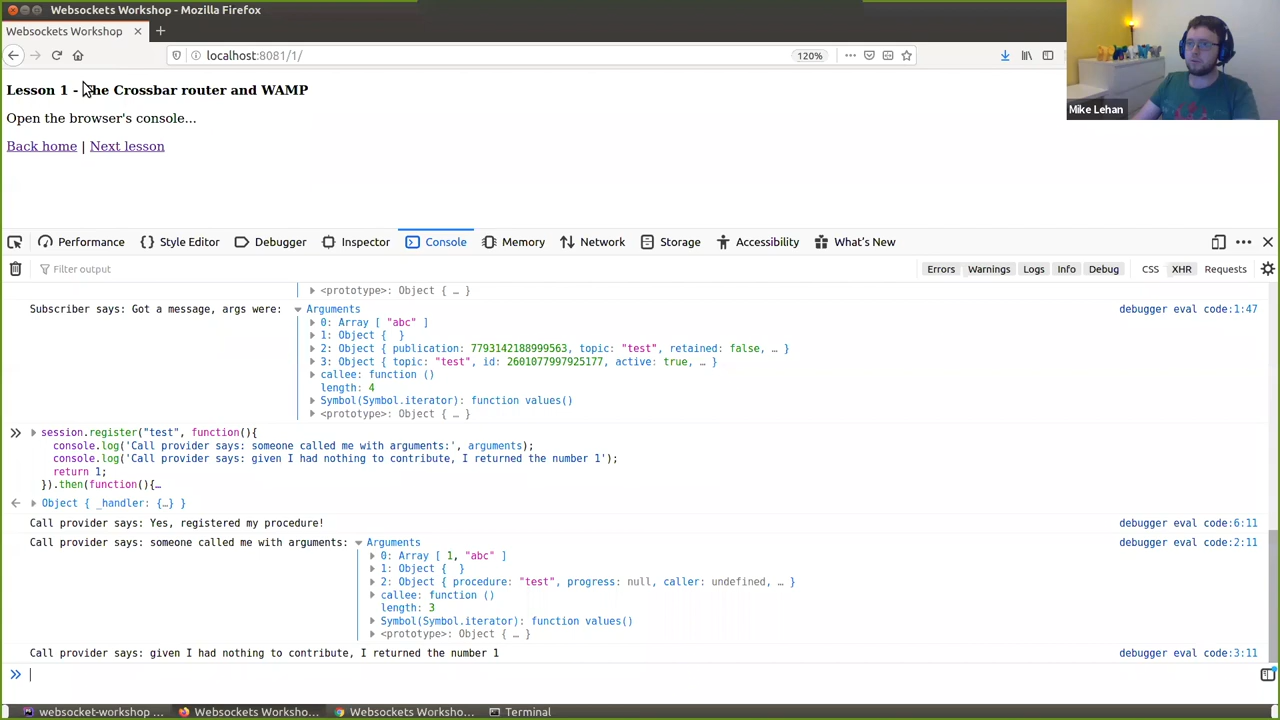 Websockets Workshop - Mozilla Firefox
Websockets Workshop
localhost:8081/1/
120%
Mike Lehan
Lesson 1 - The Crossbar router and WAMP
Open the browser's console...
Back home | Next lesson
Performance Style Editor Debugger Inspector Console Memory Network Storage Accessibility What's New
Filter output
Errors Warnings Logs Info Debug CSS XHR Requests
<prototype>: Object { … }
Subscriber says: Got a message, args were: Arguments debugger eval code:1:47
0: Array [ "abc" ]
1: Object { }
2: Object { publication: 7793142188999563, topic: "test", retained: false, … }
3: Object { topic: "test", id: 2601077997925177, active: true, … }
callee: function ()
length: 4
Symbol(Symbol.iterator): function values()
<prototype>: Object { … }
session.register("test", function(){
console.log('Call provider says: someone called me with arguments:', arguments);
console.log('Call provider says: given I had nothing to contribute, I returned the number 1');
return 1;
}).then(function(){…
Object { _handler: {…} }
Call provider says: Yes, registered my procedure! debugger eval code:6:11
Call provider says: someone called me with arguments: Arguments debugger eval code:2:11
0: Array [ 1, "abc" ]
1: Object { }
2: Object { procedure: "test", progress: null, caller: undefined, … }
callee: function ()
length: 3
Symbol(Symbol.iterator): function values()
<prototype>: Object { … }
Call provider says: given I had nothing to contribute, I returned the number 1 debugger eval code:3:11
websocket-workshop ... Websockets Worksho... Websockets Worksho... Terminal